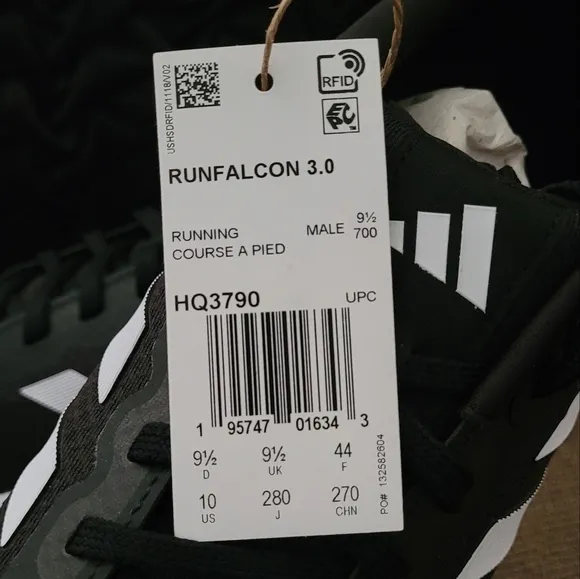 USHSDRFID/1118/V02
RFID
RUNFALCON 3.0
RUNNING MALE 9½
COURSE A PIED 700
HQ3790 UPC
1 95747 01634 3
9½ 9½ 44
D UK F
10 280 270
US J CHN
PO# 132582604